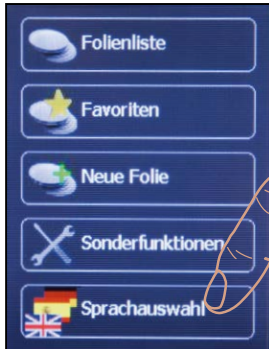 Folienliste
Favoriten
Neue Folie
Sonderfunktionen
Sprachauswahl